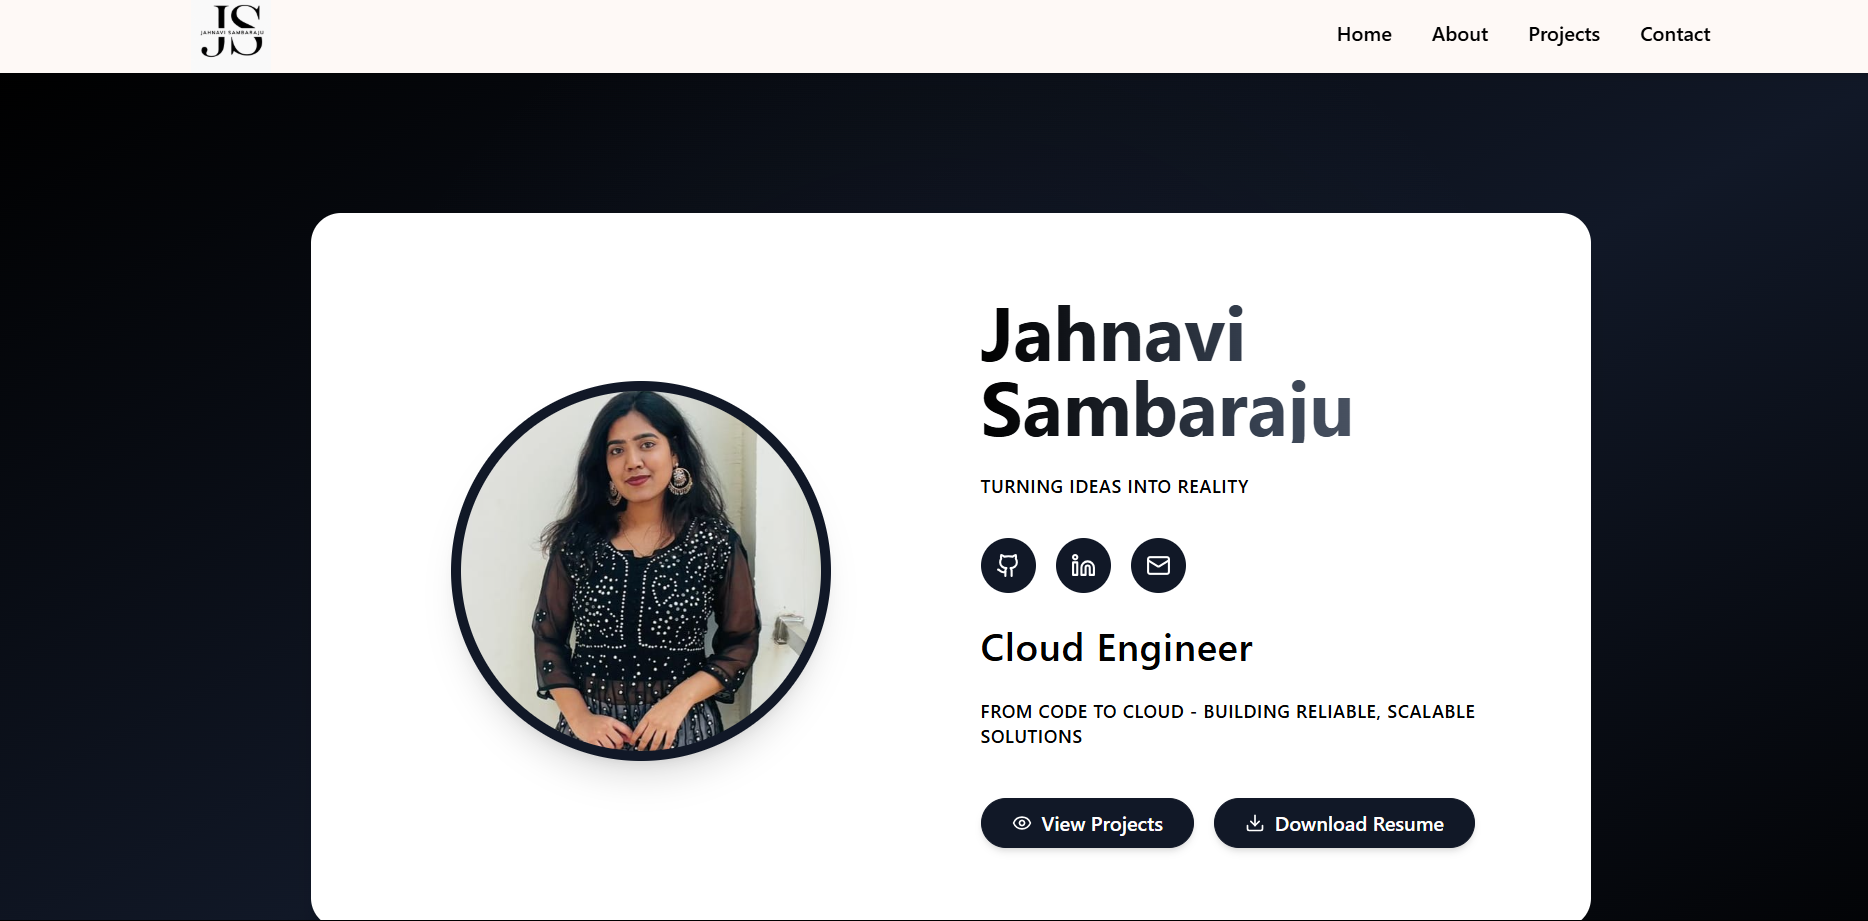 JS
JAHNAVI SAMBARAJU
JS
Home About Projects Contact
Jahnavi
Sambaraju
TURNING IDEAS INTO REALITY
Cloud Engineer
FROM CODE TO CLOUD - BUILDING RELIABLE, SCALABLE
SOLUTIONS
View Projects Download Resume